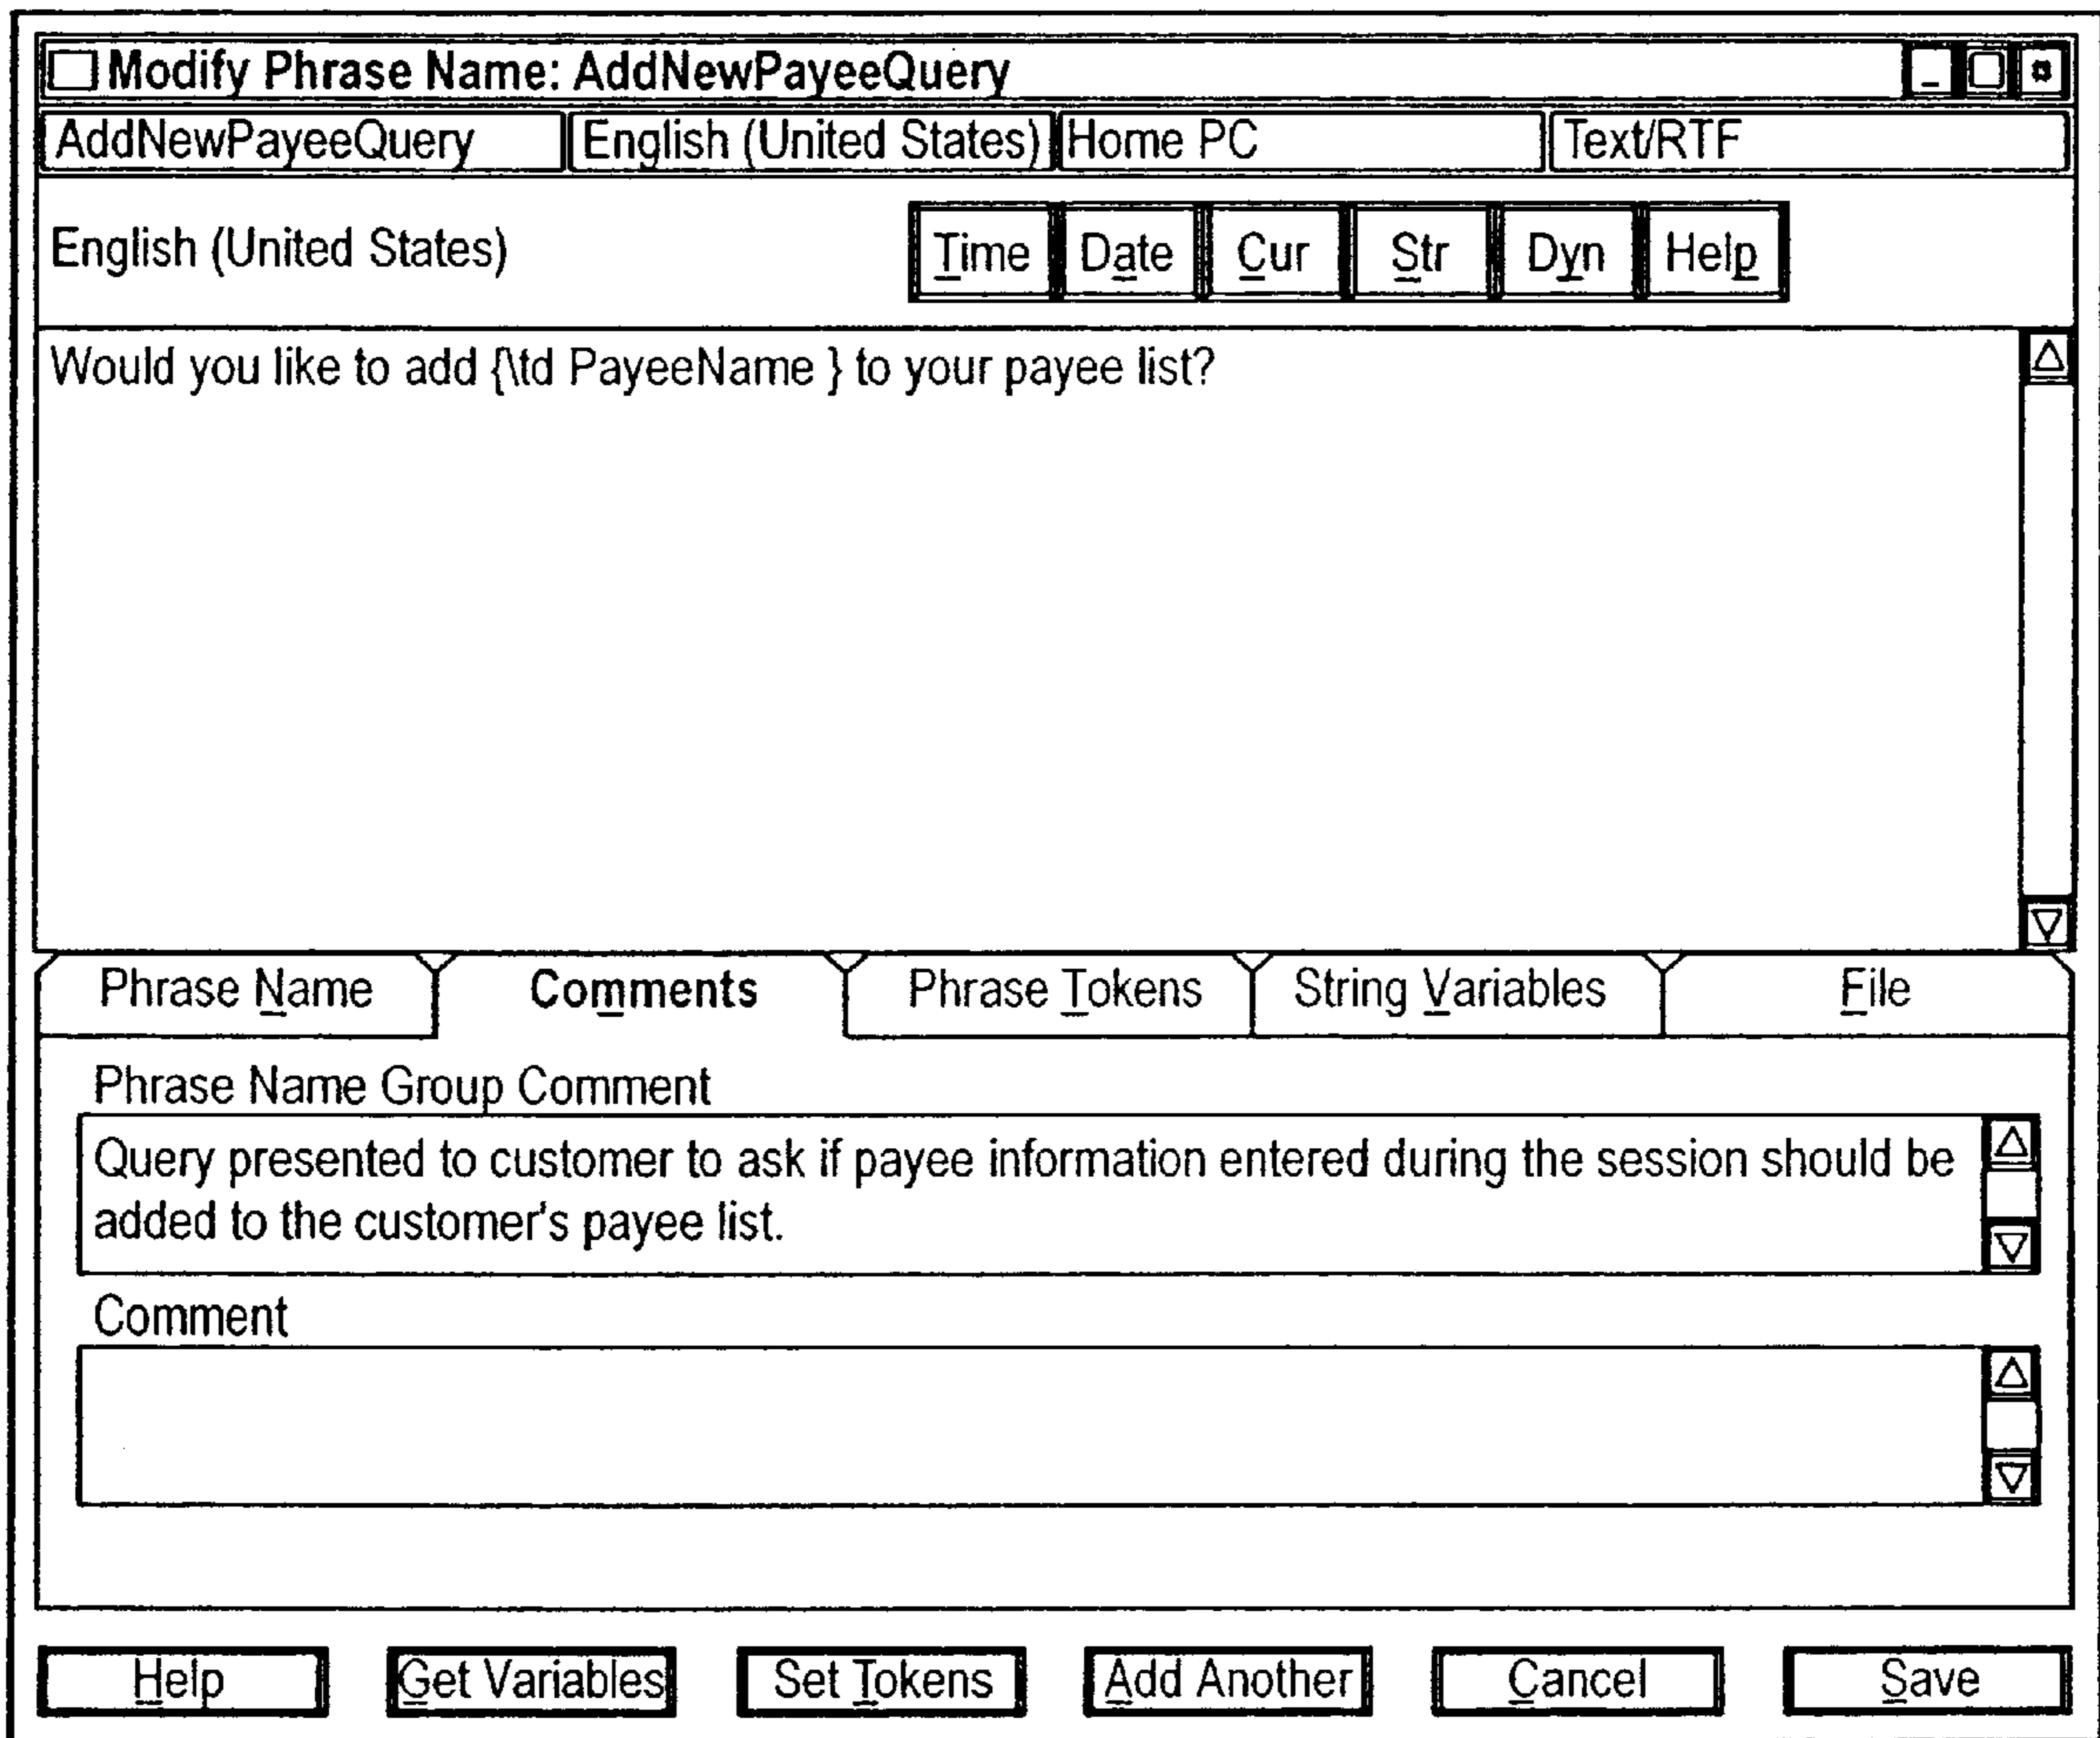 Modify Phrase Name: AddNewPayeeQuery
AddNewPayeeQuery English (United States) Home PC Text/RTF
English (United States) Time Date Cur Str Dyn Help
Would you like to add {\td PayeeName } to your payee list?
Phrase Name Comments Phrase Tokens String Variables File
Phrase Name Group Comment
Query presented to customer to ask if payee information entered during the session should be
added to the customer's payee list.
Comment
Help Get Variables Set Tokens Add Another Cancel Save